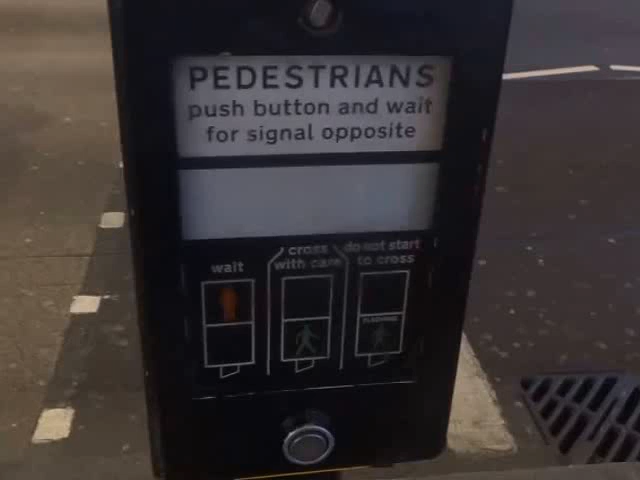 PEDESTRIANS
push button and wait
for signal opposite
wait
cross
with care
do not start
to cross
FLASHING